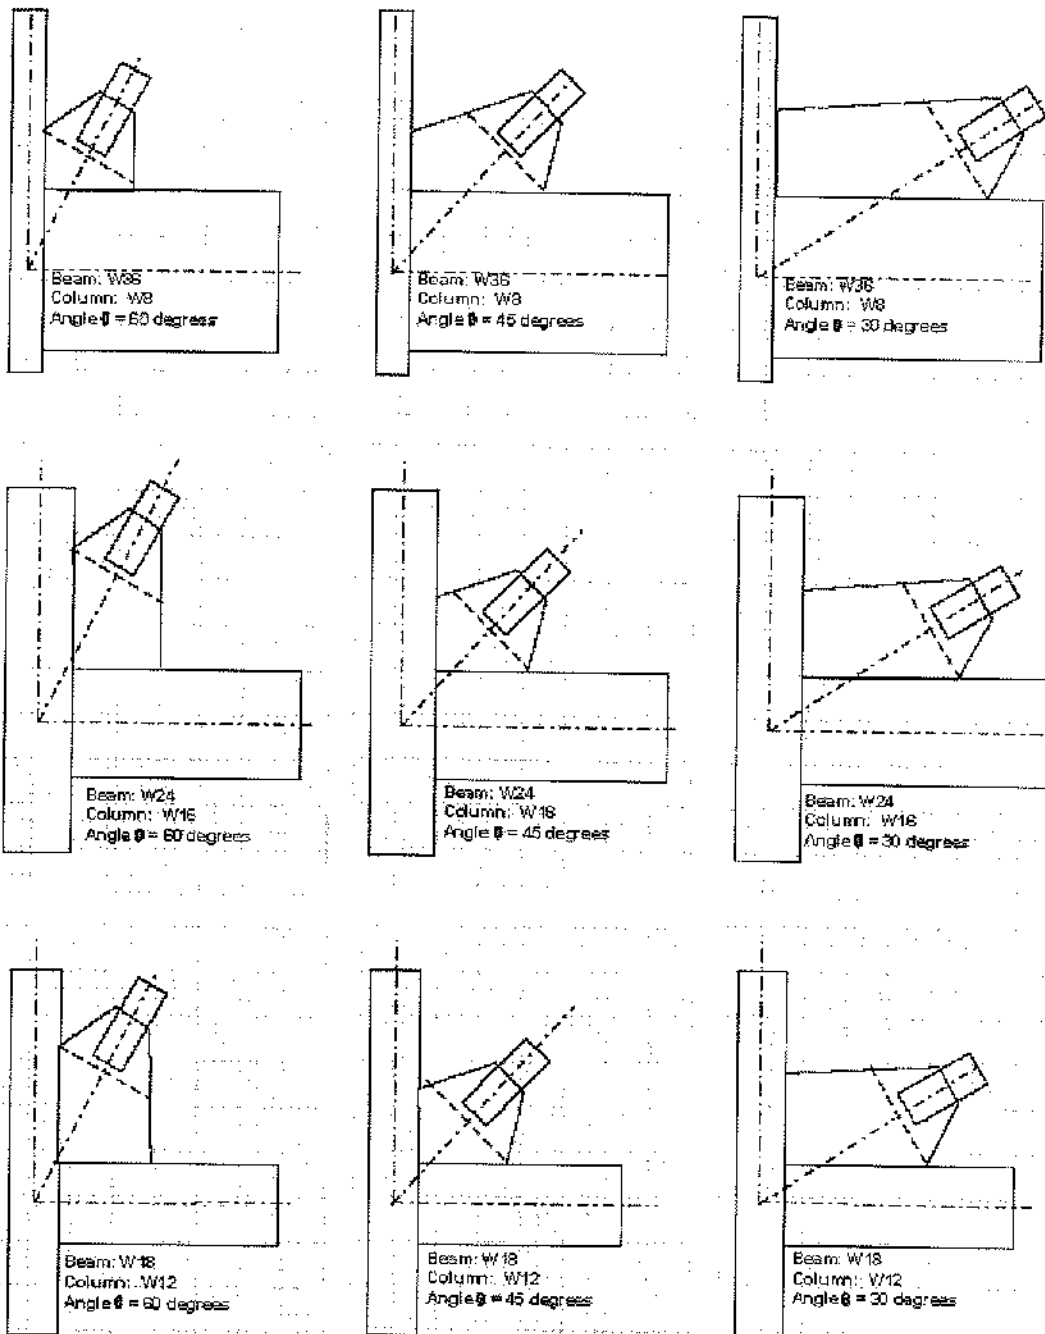 Beam: W36
Column: W8
Angle θ = 60 degrees
Beam: W36
Column: W8
Angle θ = 45 degrees
Beam: W36
Column: W8
Angle θ = 30 degrees
Beam: W24
Column: W16
Angle θ = 60 degrees
Beam: W24
Column: W16
Angle θ = 45 degrees
Beam: W24
Column: W16
Angle θ = 30 degrees
Beam: W18
Column: W12
Angle θ = 60 degrees
Beam: W18
Column: W12
Angle θ = 45 degrees
Beam: W18
Column: W12
Angle θ = 30 degrees